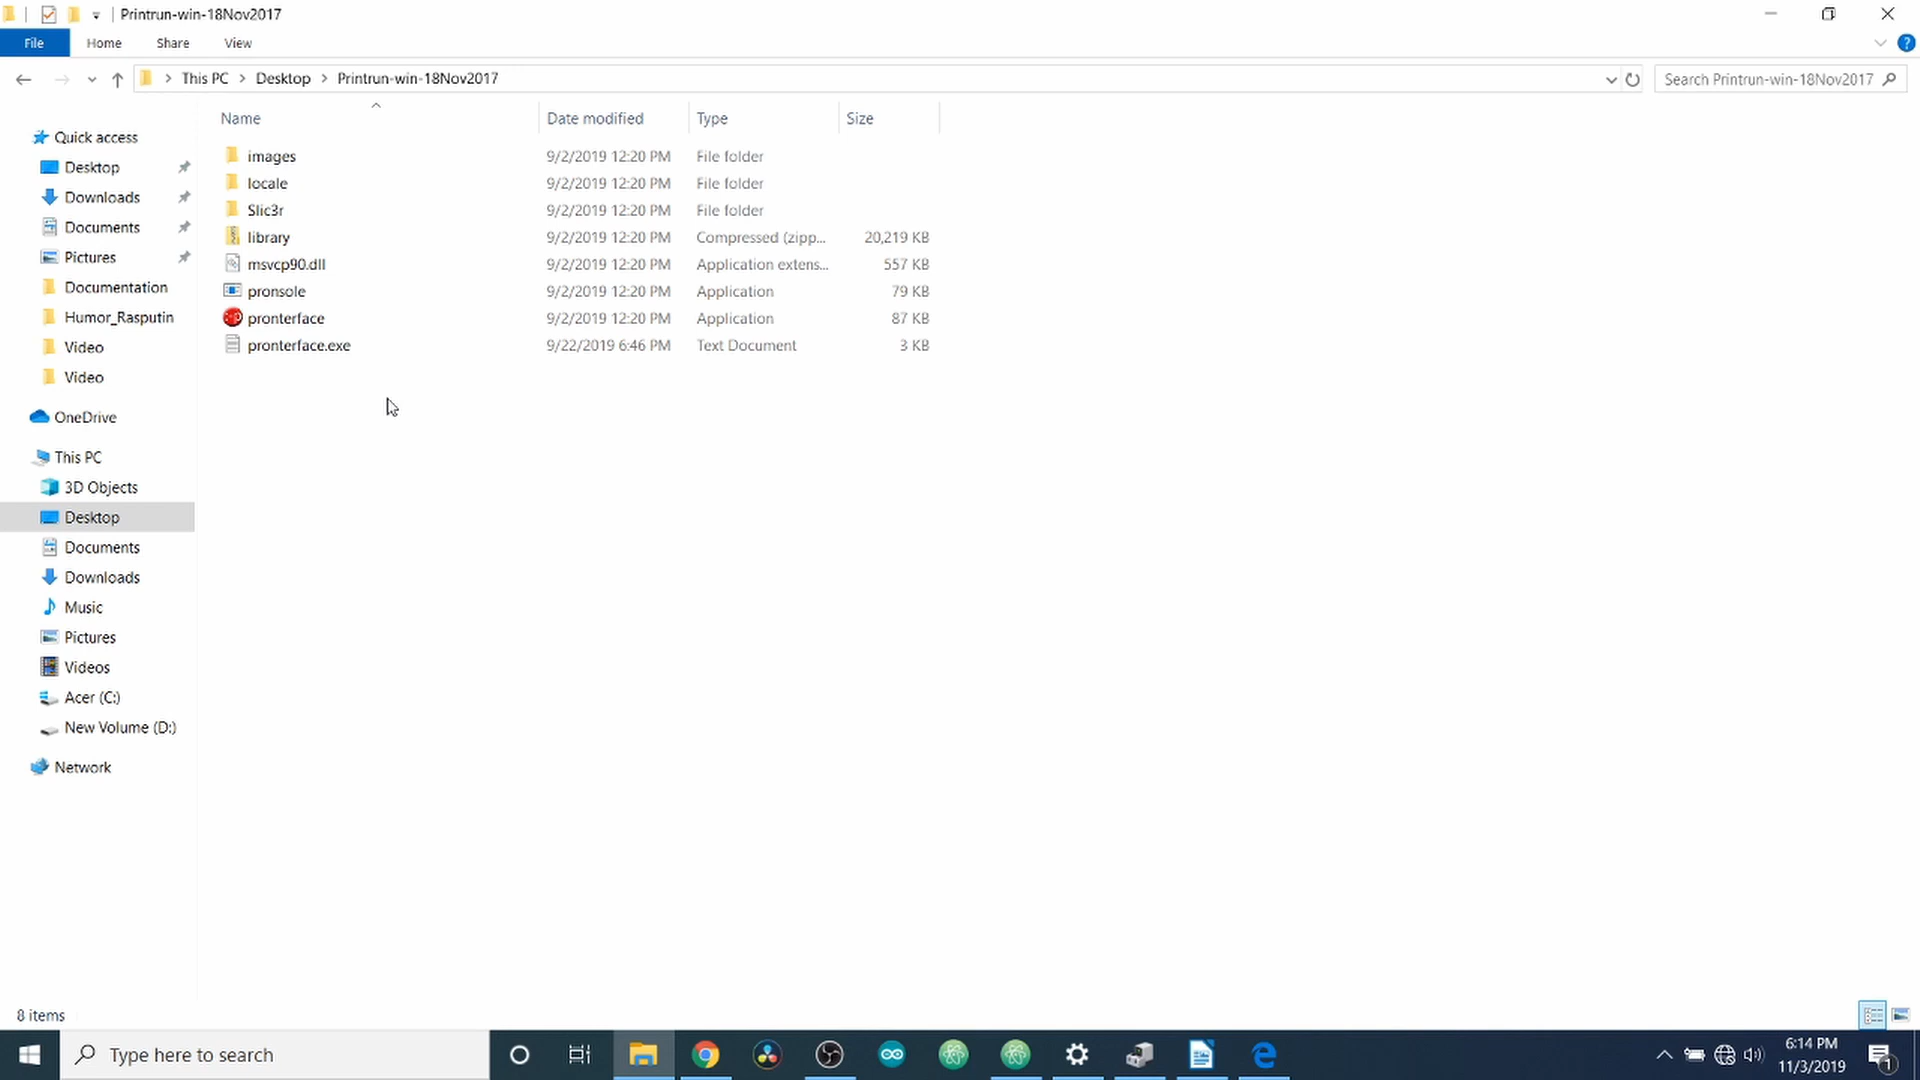 Printrun-win-18Nov2017
File Home Share View
This PC Desktop Printrun-win-18Nov2017 Search Printrun-win-18Nov2017
Name Date modified Type Size
images 9/2/2019 12:20 PM File folder
locale 9/2/2019 12:20 PM File folder
Slic3r 9/2/2019 12:20 PM File folder
library 9/2/2019 12:20 PM Compressed (zipp... 20,219 KB
msvcp90.dll 9/2/2019 12:20 PM Application extens... 557 KB
pronsole 9/2/2019 12:20 PM Application 79 KB
pronterface 9/2/2019 12:20 PM Application 87 KB
pronterface.exe 9/22/2019 6:46 PM Text Document 3 KB
Quick access
Desktop
Downloads
Documents
Pictures
Documentation
Humor_Rasputin
Video
Video
OneDrive
This PC
3D Objects
Desktop
Documents
Downloads
Music
Pictures
Videos
Acer (C:)
New Volume (D:)
Network
8 items
Type here to search
6:14 PM
11/3/2019
1